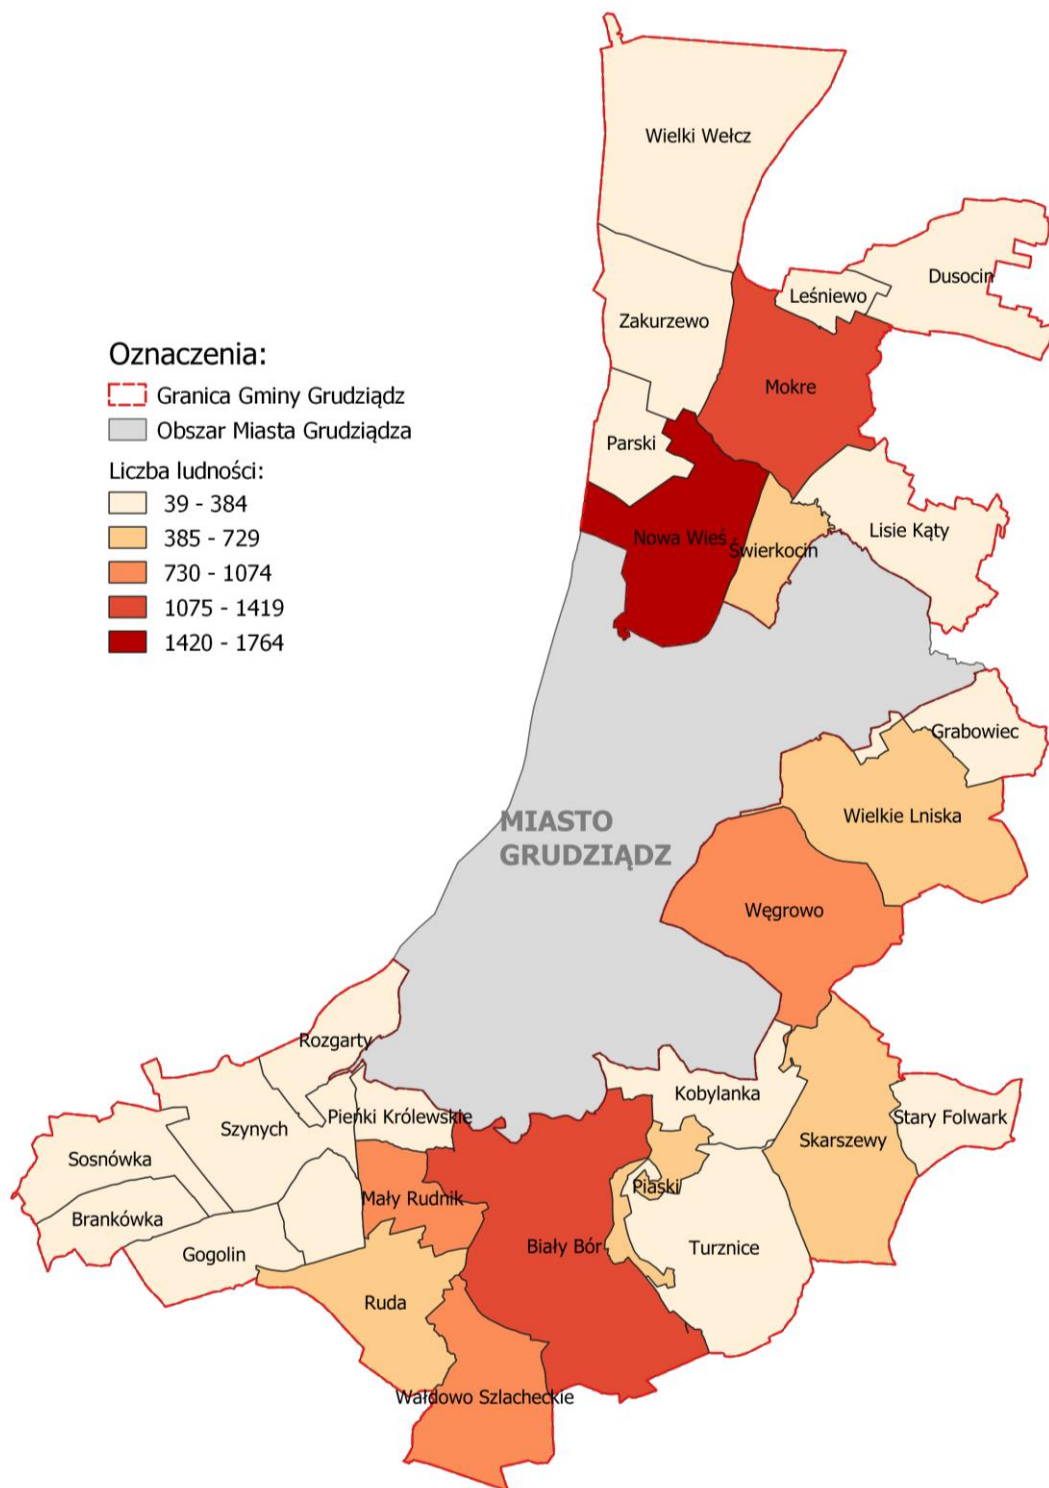 Wielki Wełcz
Dusocin
Leśniewo
Zakurzewo
Mokre
Parski
Nowa Wieś
Świerkocin
Lisie Kąty
Oznaczenia:
Granica Gminy Grudziądz
Obszar Miasta Grudziądza
Liczba ludności:
39 - 384
385 - 729
730 - 1074
1075 - 1419
1420 - 1764
Grabowiec
Wielkie Lniska
MIASTO
GRUDZIĄDZ
Węgrowo
Rozgarty
Kobylanka
Pieńki Królewskie
Stary Folwark
Szynych
Skarszewy
Sosnówka
Piaski
Mały Rudnik
Brankówka
Biały Bór
Turznice
Gogolin
Ruda
Wałdowo Szlacheckie